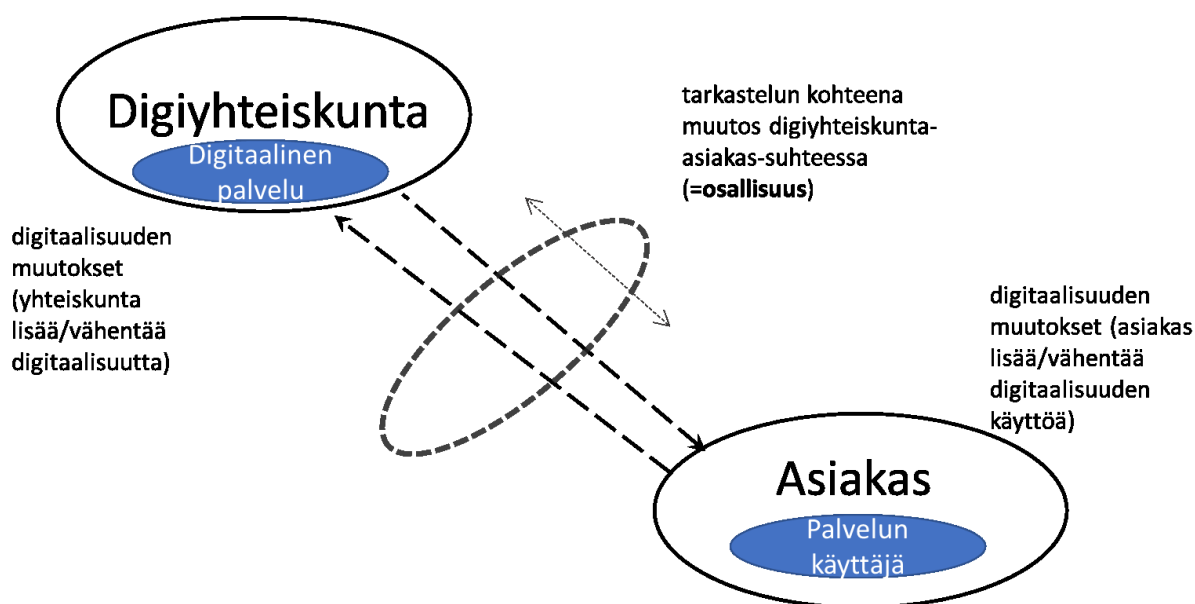 Digiyhteiskunta
Digitaalinen
palvelu
tarkastelun kohteena
muutos digiyhteiskunta-
asiakas-suhteessa
(=osallisuus)
digitaalisuuden
muutokset
(yhteiskunta
lisää/vähentää
digitaalisuutta)
digitaalisuuden
muutokset (asiakas
lisää/vähentää
digitaalisuuden
käyttöä)
Asiakas
Palvelun
käyttäjä